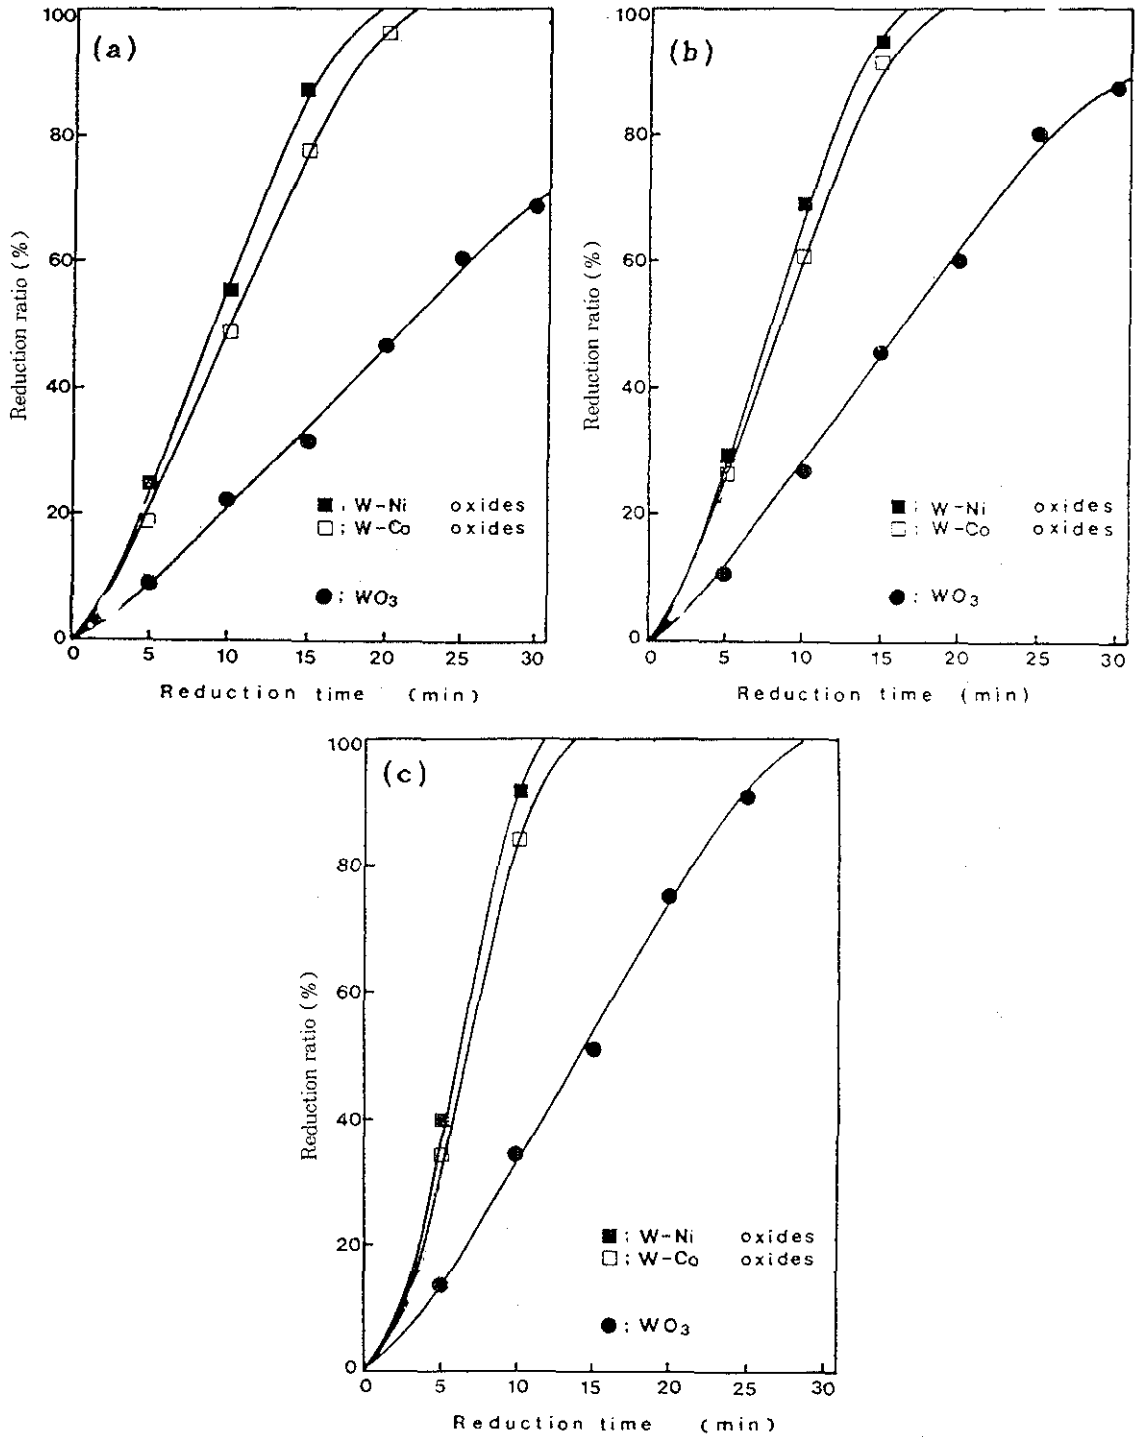 (a)
100
80
60
40
20
0
Reduction ratio (%)
■ ; W-Ni oxides
□ ; W-Co oxides
● ; WO₃
0 5 10 15 20 25 30
Reduction time (min)
(b)
100
80
60
40
20
0
Reduction ratio (%)
■ ; W-Ni oxides
□ ; W-Co oxides
● ; WO₃
0 5 10 15 20 25 30
Reduction time (min)
(c)
100
80
60
40
20
0
Reduction ratio (%)
■ ; W-Ni oxides
□ ; W-Co oxides
● ; WO₃
0 5 10 15 20 25 30
Reduction time (min)